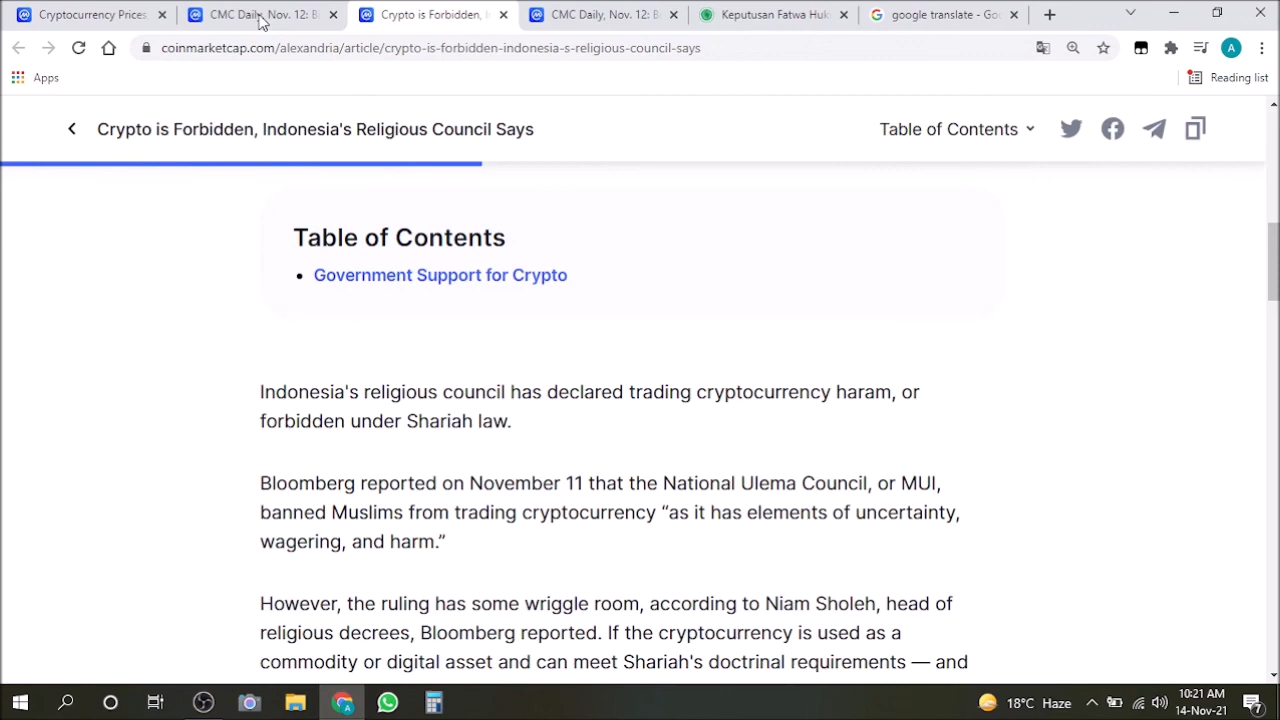 Cryptocurrency Prices,
CMC Daily, Nov. 12: B
Crypto is Forbidden, I
CMC Daily, Nov. 12: B
Keputusan Fatwa Huk
google translate - Goo
coinmarketcap.com/alexandria/article/crypto-is-forbidden-indonesia-s-religious-council-says
A
Apps
Reading list
Crypto is Forbidden, Indonesia's Religious Council Says
Table of Contents
Table of Contents
• Government Support for Crypto
Indonesia's religious council has declared trading cryptocurrency haram, or
forbidden under Shariah law.
Bloomberg reported on November 11 that the National Ulema Council, or MUI,
banned Muslims from trading cryptocurrency “as it has elements of uncertainty,
wagering, and harm.”
However, the ruling has some wriggle room, according to Niam Sholeh, head of
religious decrees, Bloomberg reported. If the cryptocurrency is used as a
commodity or digital asset and can meet Shariah's doctrinal requirements — and
18°C Haze
10:21 AM
14-Nov-21
7